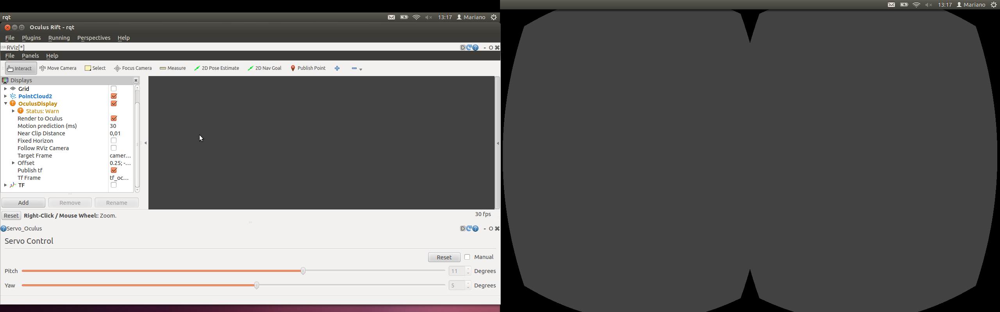 13:17 Mariano
rqt 13:17 Mariano
Oculus Rift - rqt
File Plugins Running Perspectives Help
RViz[*] D ? - O
File Panels Help
Interact Move Camera Select Focus Camera Measure 2D Pose Estimate 2D Nav Goal Publish Point
Displays
Grid
PointCloud2
OculusDisplay
Status: Warn
Render to Oculus
Motion prediction (ms) 30
Near Clip Distance 0,01
Fixed Horizon
Follow RViz Camera
Target Frame camer...
Offset 0.25; -...
Publish tf
Tf Frame tf_oc...
TF
Add Remove Rename
Reset Right-Click / Mouse Wheel:: Zoom. 30 fps
Servo_Oculus D ? - O
Servo Control
Reset Manual
Pitch 11 Degrees
Yaw 5 Degrees